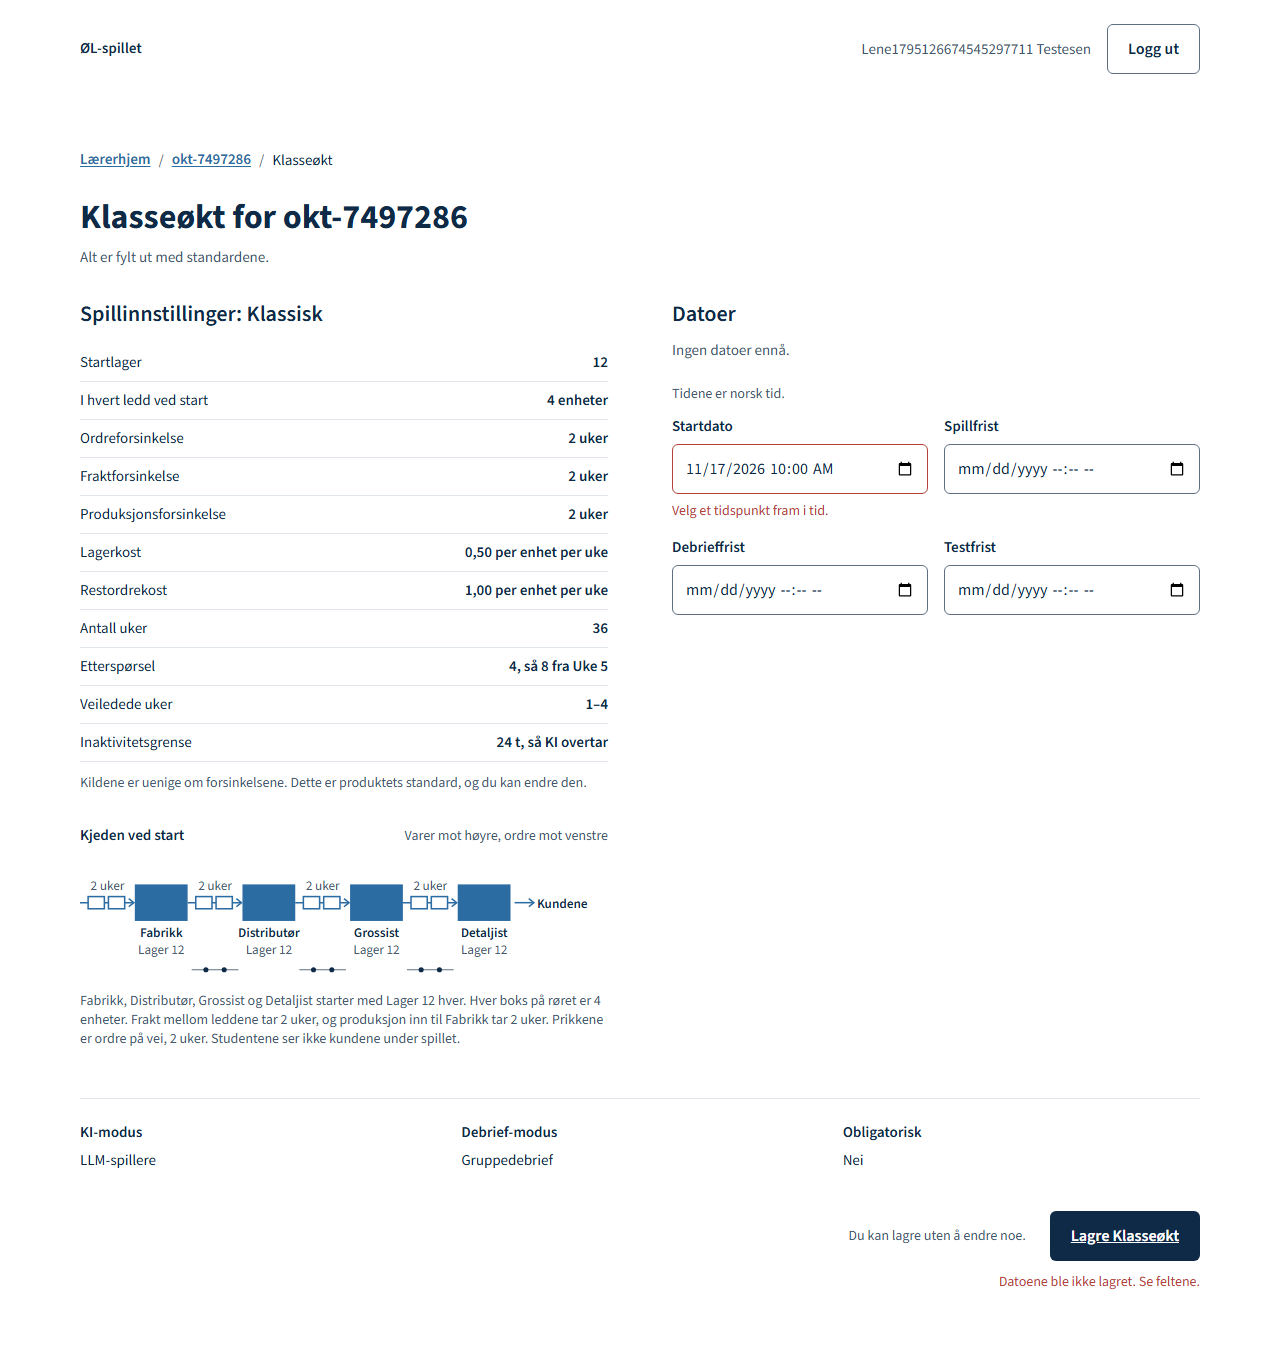 ØL-spillet
Lene1795126674545297711 Testesen
Logg ut
Lærerhjem / okt-7497286 / Klasseøkt
Klasseøkt for okt-7497286
Alt er fylt ut med standardene.
Spillinnstillinger: Klassisk
Startlager 12
I hvert ledd ved start 4 enheter
Ordreforsinkelse 2 uker
Fraktforsinkelse 2 uker
Produksjonsforsinkelse 2 uker
Lagerkost 0,50 per enhet per uke
Restordrekost 1,00 per enhet per uke
Antall uker 36
Etterspørsel 4, så 8 fra Uke 5
Veiledede uker 1–4
Inaktivitetsgrense 24 t, så KI overtar
Kildene er uenige om forsinkelsene. Dette er produktets standard, og du kan endre den.
Kjeden ved start
Varer mot høyre, ordre mot venstre
2 uker 2 uker 2 uker 2 uker
Kundene
Fabrikk Distributør Grossist Detaljist
Lager 12 Lager 12 Lager 12 Lager 12
Fabrikk, Distributør, Grossist og Detaljist starter med Lager 12 hver. Hver boks på røret er 4
enheter. Frakt mellom leddene tar 2 uker, og produksjon inn til Fabrikk tar 2 uker. Prikkene
er ordre på vei, 2 uker. Studentene ser ikke kundene under spillet.
Datoer
Ingen datoer ennå.
Tidene er norsk tid.
Startdato Spillfrist
11/17/2026 10:00 AM mm/dd/yyyy --:-- --
Velg et tidspunkt fram i tid.
Debrieffrist Testfrist
mm/dd/yyyy --:-- -- mm/dd/yyyy --:-- --
KI-modus Debrief-modus Obligatorisk
LLM-spillere Gruppedebrief Nei
Du kan lagre uten å endre noe.
Lagre Klasseøkt
Datoene ble ikke lagret. Se feltene.